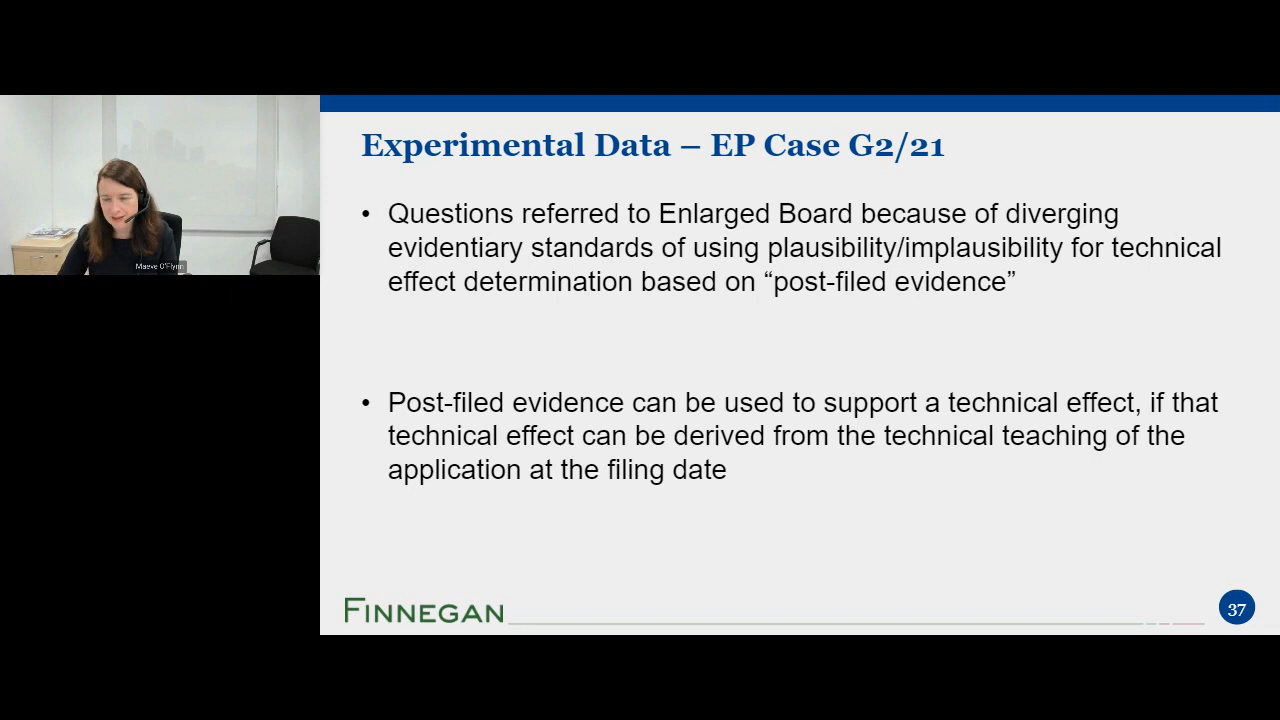 Experimental Data – EP Case G2/21
• Questions referred to Enlarged Board because of diverging
evidentiary standards of using plausibility/implausibility for technical
effect determination based on “post-filed evidence”
• Post-filed evidence can be used to support a technical effect, if that
technical effect can be derived from the technical teaching of the
application at the filing date
Maeve O'Flynn
FINNEGAN
37